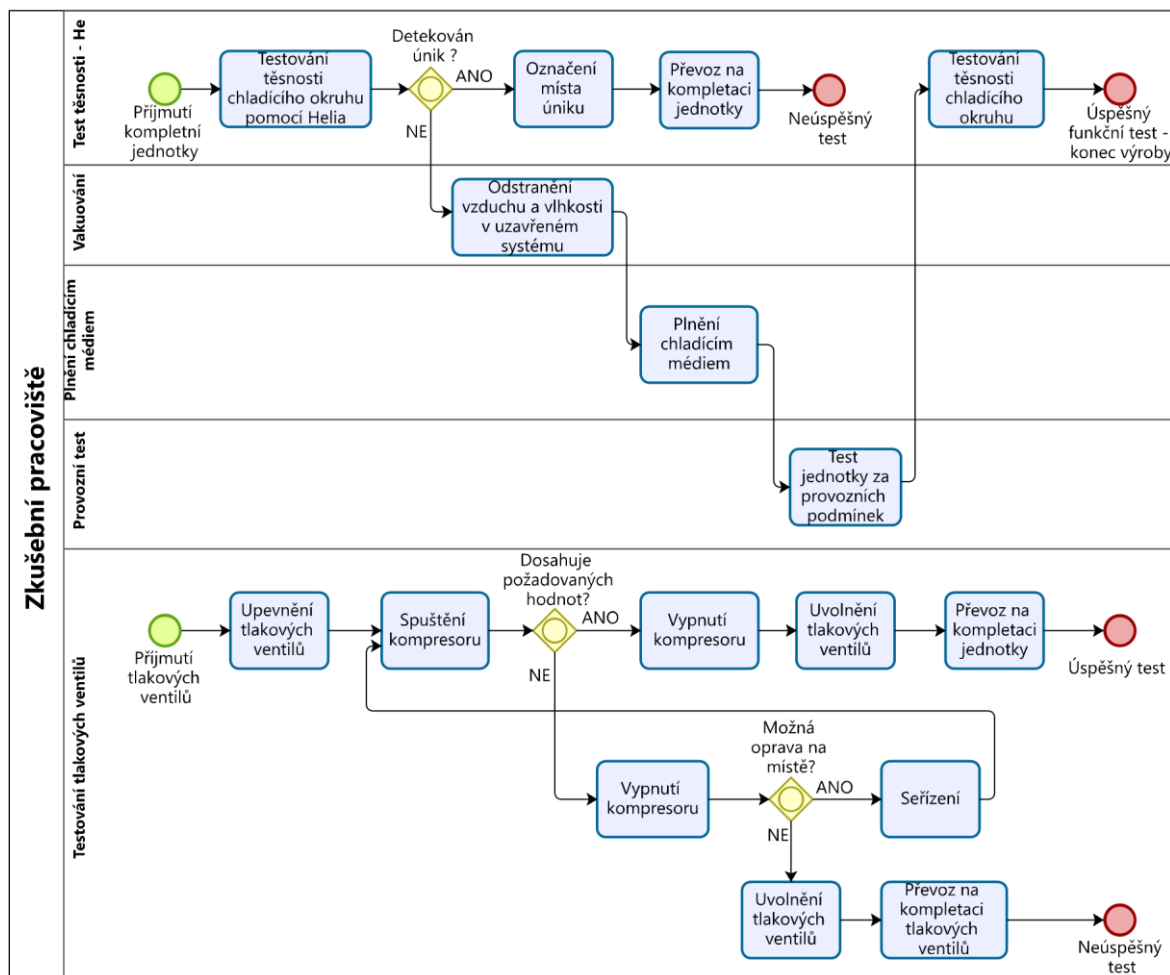 Zkušební pracoviště
Test těsnosti - He
Příjmutí
kompletní
jednotky
Testování
těsnosti
chladícího okruhu
pomocí Helia
Detekován
únik ?
ANO
NE
Označení
místa
úniku
Převoz na
kompletaci
jednotky
Neúspěšný
test
Testování
těsnosti
chladícího
okruhu
Úspěšný
funkční test -
konec výroby
Vakuování
Odstranění
vzduchu a vlhkosti
v uzavřeném
systému
Plnění chladícím
médiem
Plnění
chladícím
médiem
Provozní test
Test
jednotky za
provozních
podmínek
Testování tlakových ventilů
Příjmutí
tlakových
ventilů
Upevnění
tlakových
ventilů
Spuštění
kompresoru
Dosahuje
požadovaných
hodnot?
ANO
NE
Vypnutí
kompresoru
Uvolnění
tlakových
ventilů
Převoz na
kompletaci
jednotky
Úspěšný test
Vypnutí
kompresoru
Možná
oprava na
místě?
ANO
NE
Seřízení
Uvolnění
tlakových
ventilů
Převoz na
kompletaci
tlakových
ventilů
Neúspěšný
test